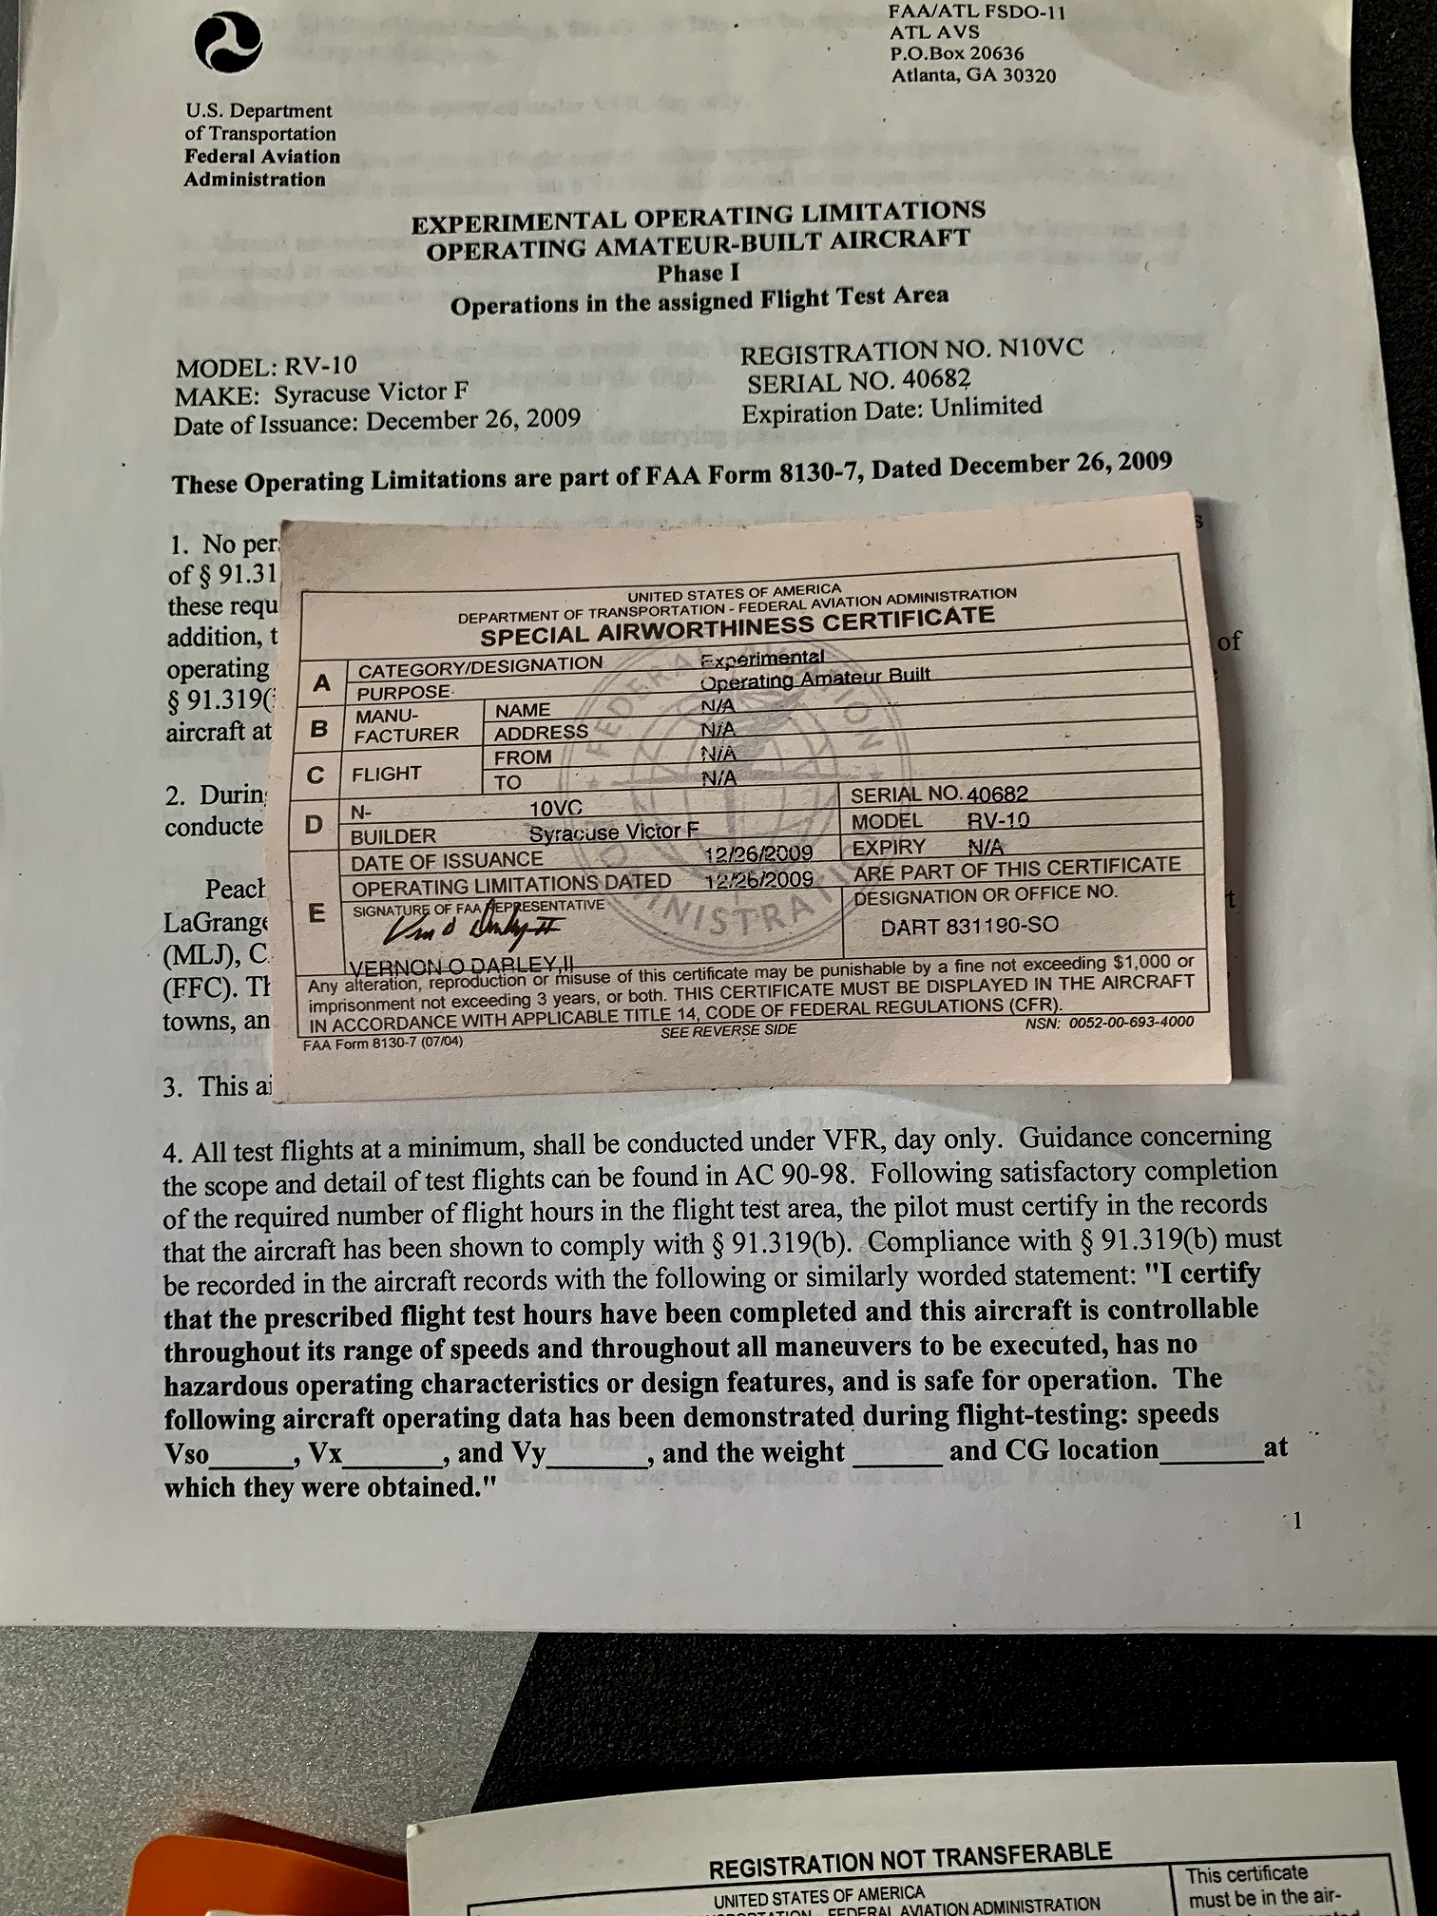 FAA/ATL FSDO-11
ATL AVS
P.O.Box 20636
Atlanta, GA 30320
U.S. Department
of Transportation
Federal Aviation
Administration
EXPERIMENTAL OPERATING LIMITATIONS
OPERATING AMATEUR-BUILT AIRCRAFT
Phase I
Operations in the assigned Flight Test Area
MODEL: RV-10
MAKE: Syracuse Victor F
Date of Issuance: December 26, 2009
REGISTRATION NO. N10VC
SERIAL NO. 40682
Expiration Date: Unlimited
These Operating Limitations are part of FAA Form 8130-7, Dated December 26, 2009
1. No per
of § 91.31
these requ
addition, t
operating of
§ 91.319(
aircraft at
2. Durin
conducte
Peach
LaGrange
(MLJ), C
(FFC). Th
towns, an
3. This ai
UNITED STATES OF AMERICA
DEPARTMENT OF TRANSPORTATION - FEDERAL AVIATION ADMINISTRATION
SPECIAL AIRWORTHINESS CERTIFICATE
A CATEGORY/DESIGNATION Experimental
PURPOSE Operating Amateur Built
B MANU-FACTURER NAME N/A
ADDRESS N/A
C FLIGHT FROM N/A
TO N/A
D N- 10VC SERIAL NO. 40682
BUILDER Syracuse Victor F MODEL RV-10
E DATE OF ISSUANCE 12/26/2009 EXPIRY N/A
OPERATING LIMITATIONS DATED 12/26/2009 ARE PART OF THIS CERTIFICATE
SIGNATURE OF FAA REPRESENTATIVE DESIGNATION OR OFFICE NO.
DART 831190-SO
VERNON O DARLEY,II
Any alteration, reproduction or misuse of this certificate may be punishable by a fine not exceeding $1,000 or
imprisonment not exceeding 3 years, or both. THIS CERTIFICATE MUST BE DISPLAYED IN THE AIRCRAFT
IN ACCORDANCE WITH APPLICABLE TITLE 14, CODE OF FEDERAL REGULATIONS (CFR).
FAA Form 8130-7 (07/04) SEE REVERSE SIDE NSN: 0052-00-693-4000
4. All test flights at a minimum, shall be conducted under VFR, day only. Guidance concerning
the scope and detail of test flights can be found in AC 90-98. Following satisfactory completion
of the required number of flight hours in the flight test area, the pilot must certify in the records
that the aircraft has been shown to comply with § 91.319(b). Compliance with § 91.319(b) must
be recorded in the aircraft records with the following or similarly worded statement: "I certify
that the prescribed flight test hours have been completed and this aircraft is controllable
throughout its range of speeds and throughout all maneuvers to be executed, has no
hazardous operating characteristics or design features, and is safe for operation. The
following aircraft operating data has been demonstrated during flight-testing: speeds
Vso______, Vx_______, and Vy_______, and the weight ______ and CG location_______at
which they were obtained."
1
REGISTRATION NOT TRANSFERABLE
UNITED STATES OF AMERICA
FEDERAL AVIATION ADMINISTRATION
This certificate
must be in the air-